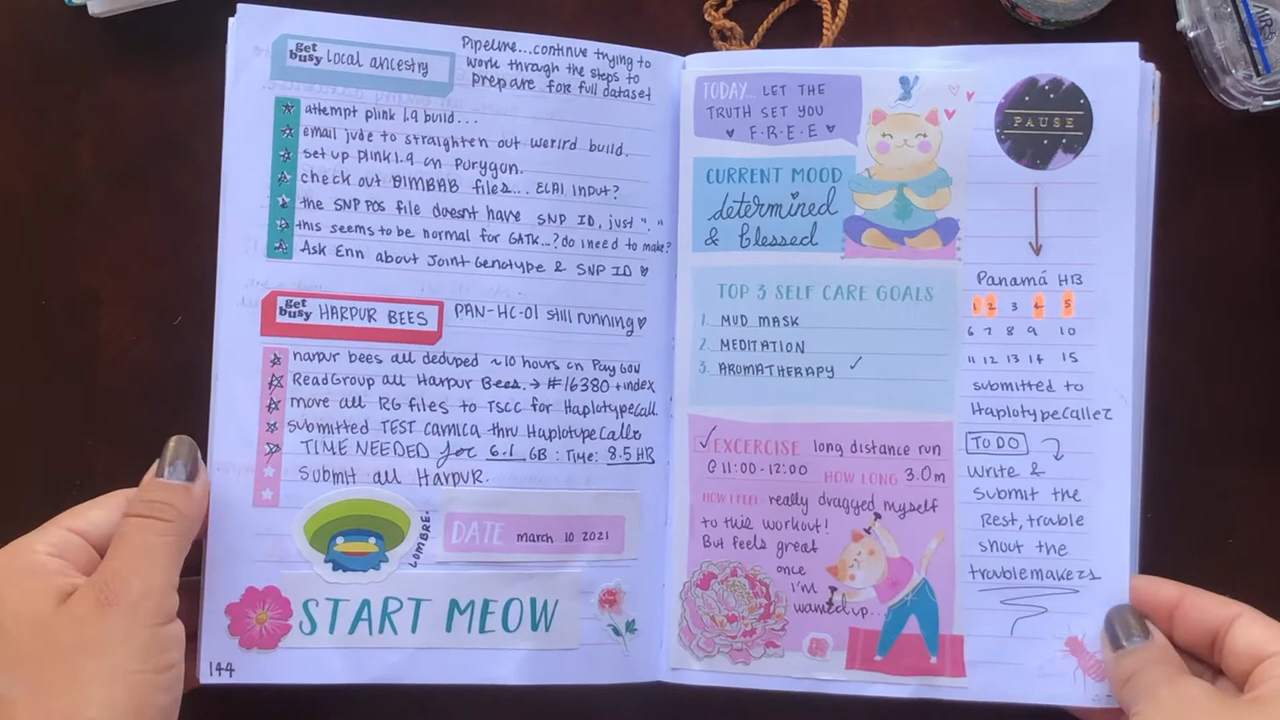 get busy Local ancestry
Pipeline...continue trying to
work through the steps to
prepare for full dataset
attempt plink 1.9 build...
email jude to straighten out weird build.
set up plink1.9 on Porygon.
check out BIMBAB files... ELAI input?
the SNP POS file doesnt have SNP ID, just "."
this seems to be normal for GATK...? do i need to make?
Ask Enn about Joint Genotype & SNP ID
get busy HARPUR BEES
PAN-HC-01 still running
harpur bees all deduped ~10 hours on Pay Gow
ReadGroup all Harpur Bees. → #16380 + index
move all RG files to TSCC for HaplotypeCall.
submitted TEST carnica thru HaplotypeCaller
TIME NEEDED for 6.1 GB : Time: 8.5 HR
submit all Harpur.
LOMBRE-
DATE march 10 2021
START MEOW
144
TODAY... LET THE
TRUTH SET YOU
F·R·E·E
CURRENT MOOD
determined
& blessed
TOP 3 SELF CARE GOALS
1. MUD MASK
2. MEDITATION
3. AROMATHERAPY ✓
✓ EXCERCISE long distance run
@ 11:00-12:00 HOW LONG 3.0m
HOW I FEEL really dragged myself
to this workout!
But feels great
once
i'm
warmed up...
PAUSE
Panamá HB
1 2 3 4 5
6 7 8 9 10
11 12 13 14 15
submitted to
Haplotypecaller
TO DO
Write &
submit the
Rest, trouble
shoot the
troublemakers